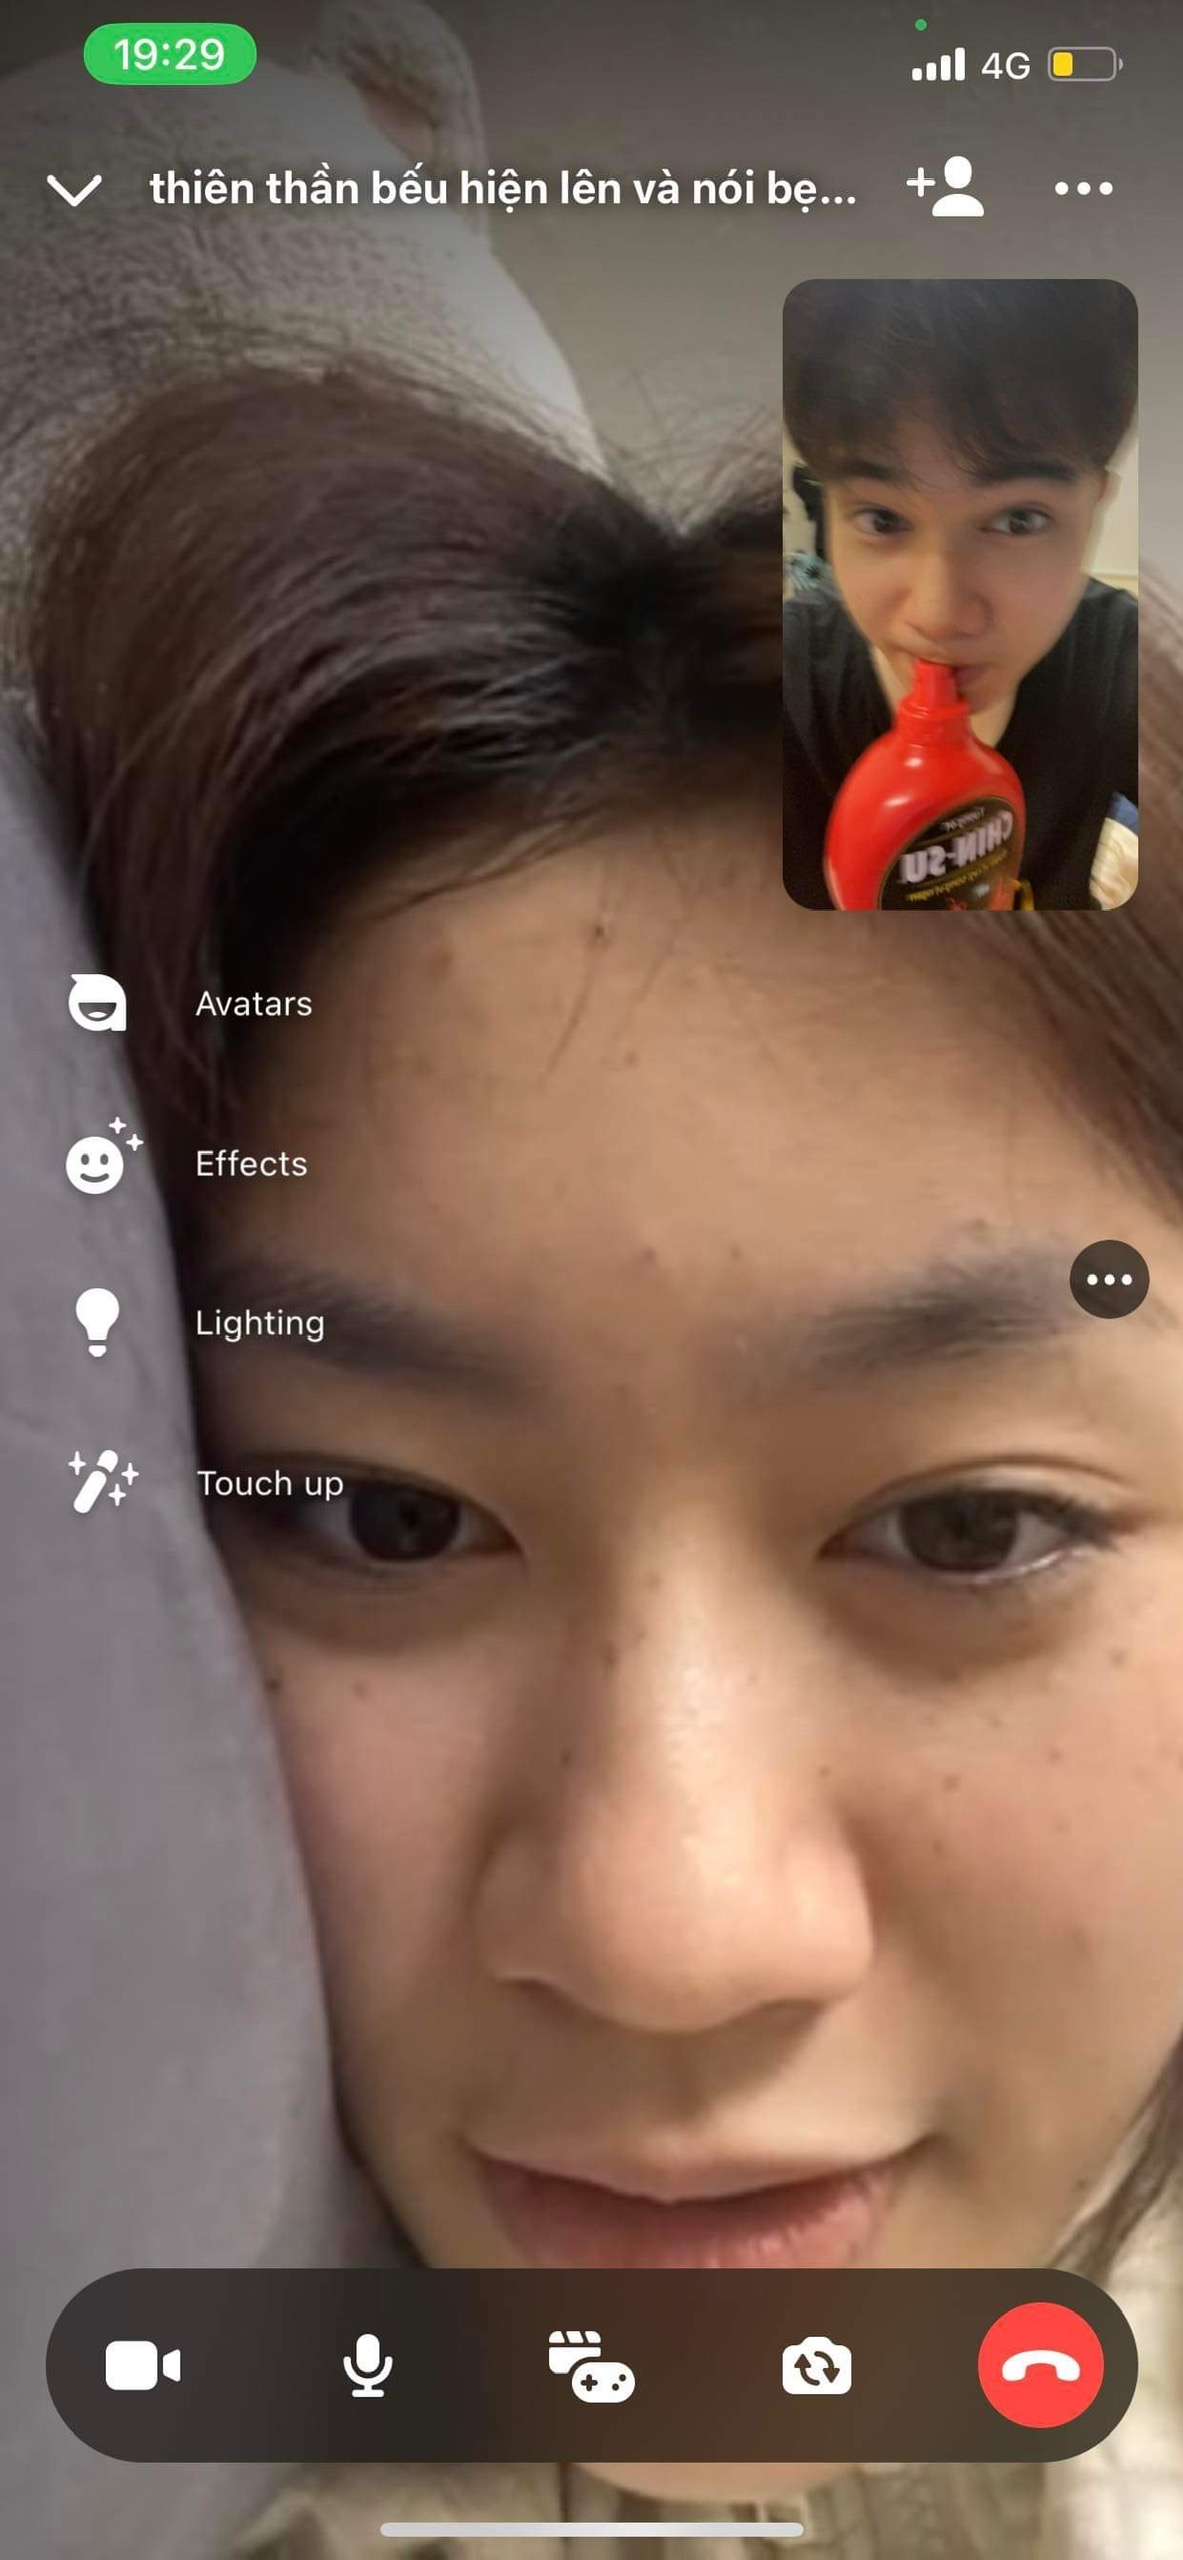 19:29
4G
thiên thần bếu hiện lên và nói bẹ...
CHIN-SU
Avatars
Effects
Lighting
Touch up